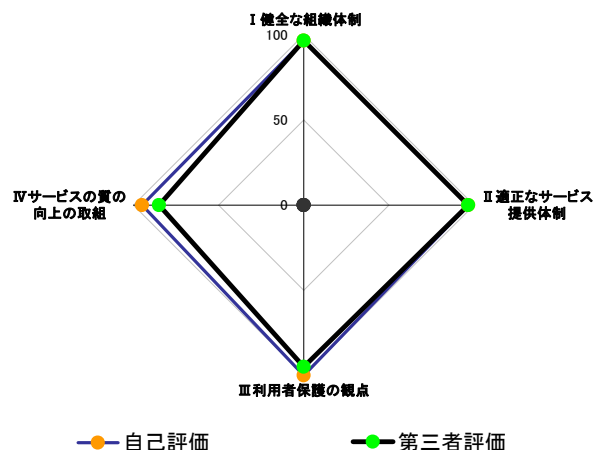 Ⅰ健全な組織体制
100
50
Ⅳサービスの質の
向上の取組
0
Ⅱ適正なサービス
提供体制
Ⅲ利用者保護の観点
自己評価
第三者評価